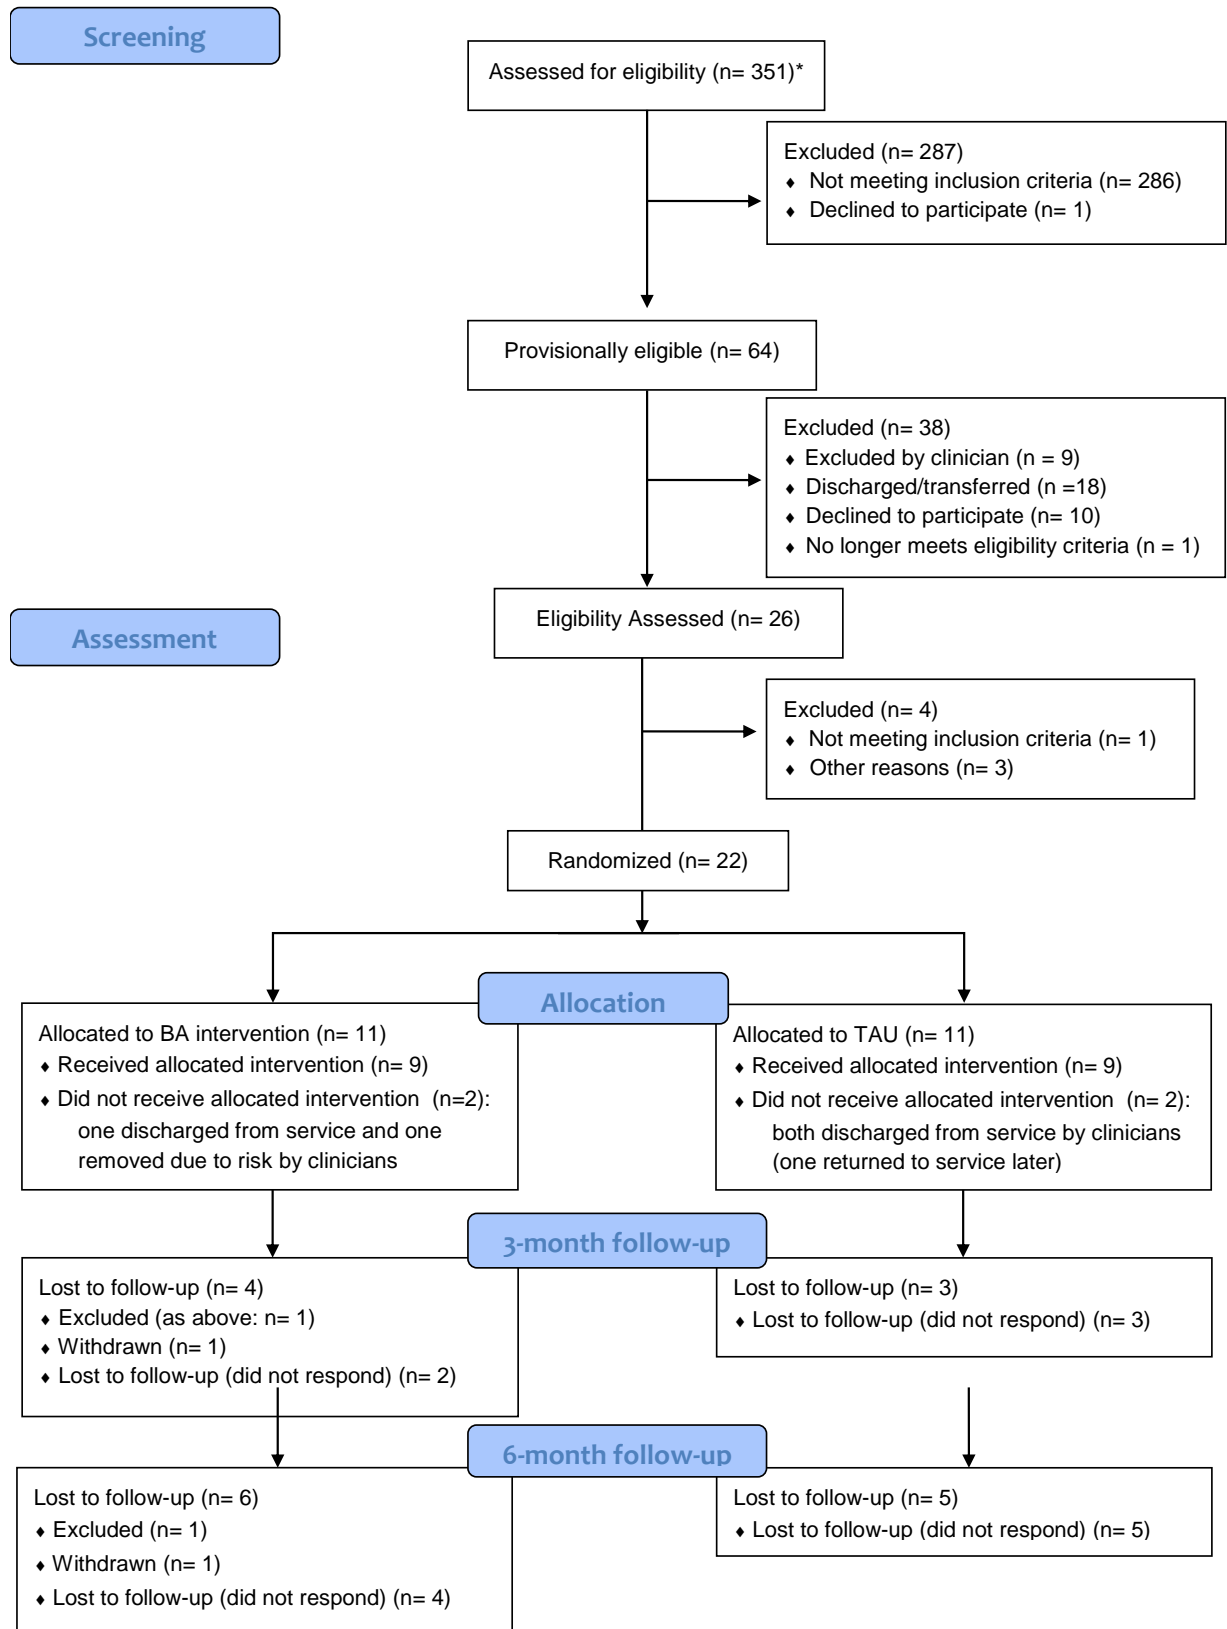 Screening
Assessed for eligibility (n= 351)*
Excluded (n= 287)
♦ Not meeting inclusion criteria (n= 286)
♦ Declined to participate (n= 1)
Provisionally eligible (n= 64)
Excluded (n= 38)
♦ Excluded by clinician (n = 9)
♦ Discharged/transferred (n =18)
♦ Declined to participate (n= 10)
♦ No longer meets eligibility criteria (n = 1)
Assessment
Eligibility Assessed (n= 26)
Excluded (n= 4)
♦ Not meeting inclusion criteria (n= 1)
♦ Other reasons (n= 3)
Randomized (n= 22)
Allocation
Allocated to BA intervention (n= 11)
♦ Received allocated intervention (n= 9)
♦ Did not receive allocated intervention (n=2):
one discharged from service and one
removed due to risk by clinicians
Allocated to TAU (n= 11)
♦ Received allocated intervention (n= 9)
♦ Did not receive allocated intervention (n= 2):
both discharged from service by clinicians
(one returned to service later)
3-month follow-up
Lost to follow-up (n= 4)
♦ Excluded (as above: n= 1)
♦ Withdrawn (n= 1)
♦ Lost to follow-up (did not respond) (n= 2)
Lost to follow-up (n= 3)
♦ Lost to follow-up (did not respond) (n= 3)
6-month follow-up
Lost to follow-up (n= 6)
♦ Excluded (n= 1)
♦ Withdrawn (n= 1)
♦ Lost to follow-up (did not respond) (n= 4)
Lost to follow-up (n= 5)
♦ Lost to follow-up (did not respond) (n= 5)